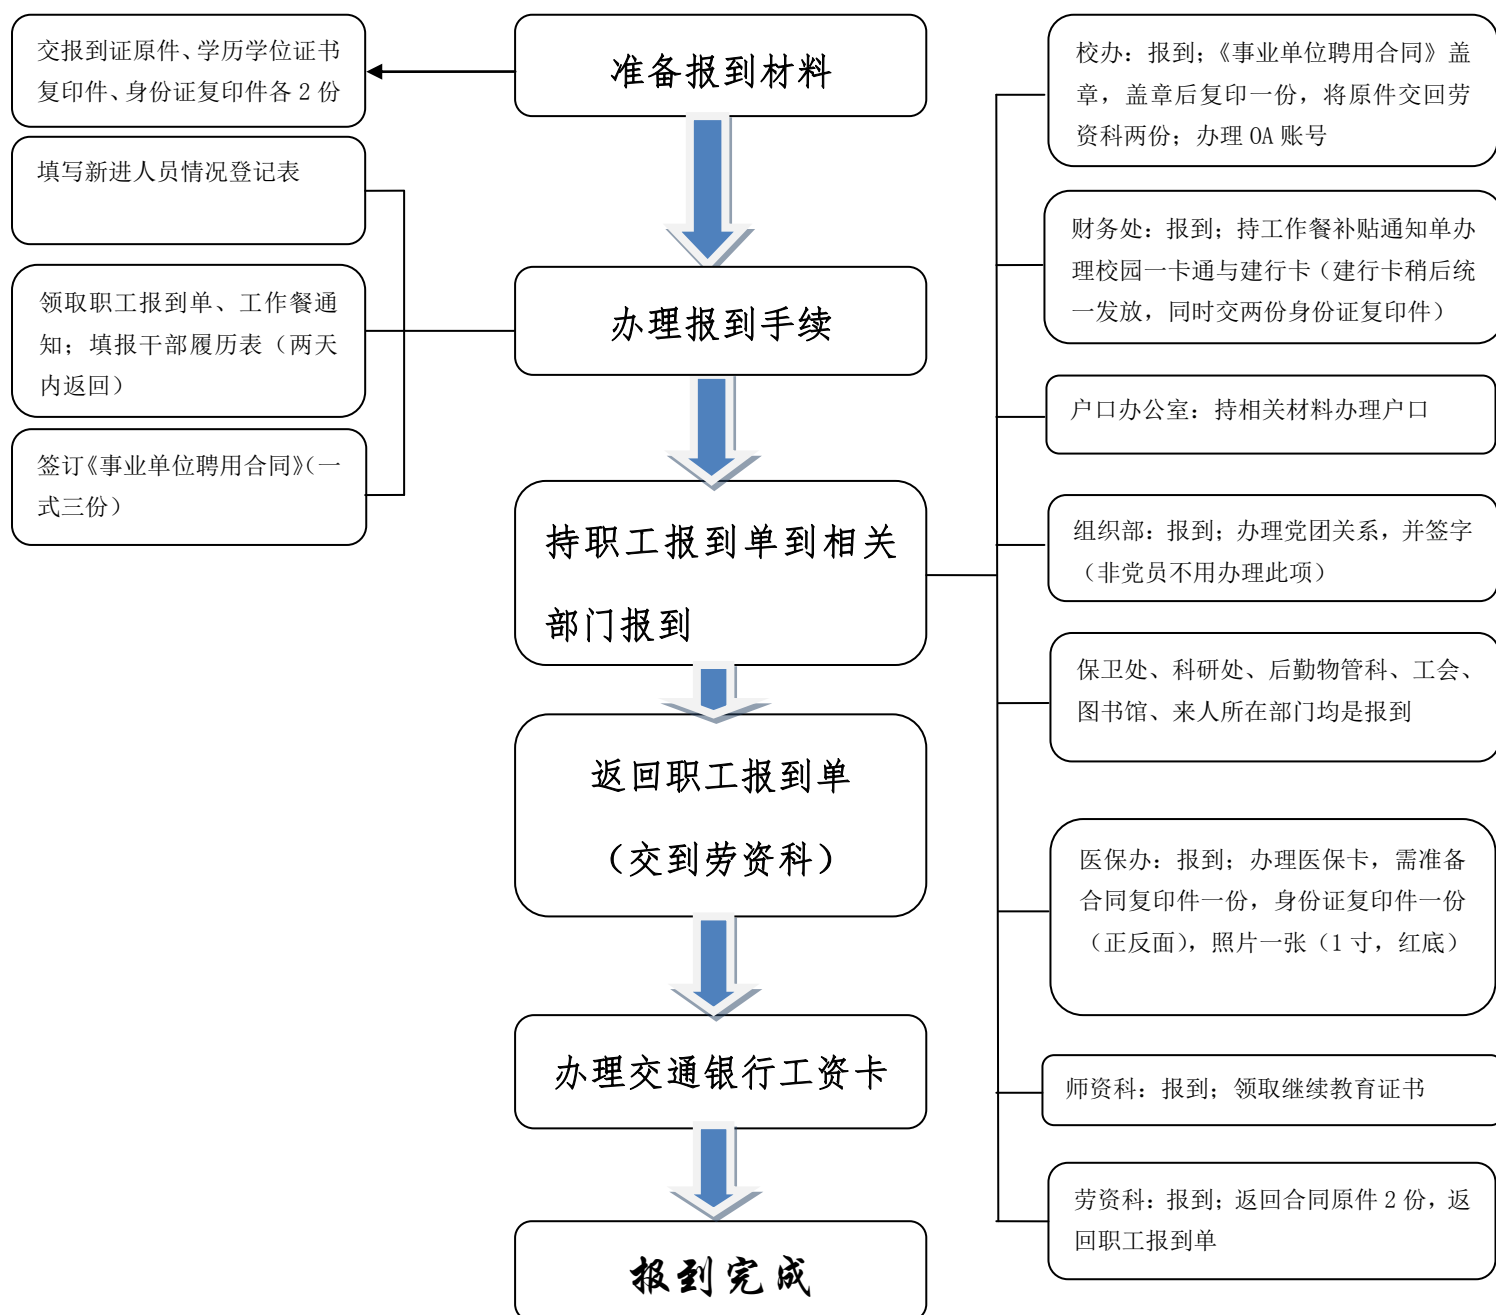 交报到证原件、学历学位证书
复印件、身份证复印件各 2 份
填写新进人员情况登记表
领取职工报到单、工作餐通
知；填报干部履历表（两天
内返回）
签订《事业单位聘用合同》（一
式三份）
准备报到材料
办理报到手续
持职工报到单到相关
部门报到
返回职工报到单
（交到劳资科）
办理交通银行工资卡
报到完成
校办：报到；《事业单位聘用合同》盖
章，盖章后复印一份，将原件交回劳
资科两份；办理 OA 账号
财务处：报到；持工作餐补贴通知单办
理校园一卡通与建行卡（建行卡稍后统
一发放，同时交两份身份证复印件）
户口办公室：持相关材料办理户口
组织部：报到；办理党团关系，并签字
（非党员不用办理此项）
保卫处、科研处、后勤物管科、工会、
图书馆、来人所在部门均是报到
医保办：报到；办理医保卡，需准备
合同复印件一份，身份证复印件一份
（正反面），照片一张（1 寸，红底）
师资科：报到；领取继续教育证书
劳资科：报到；返回合同原件 2 份，返
回职工报到单